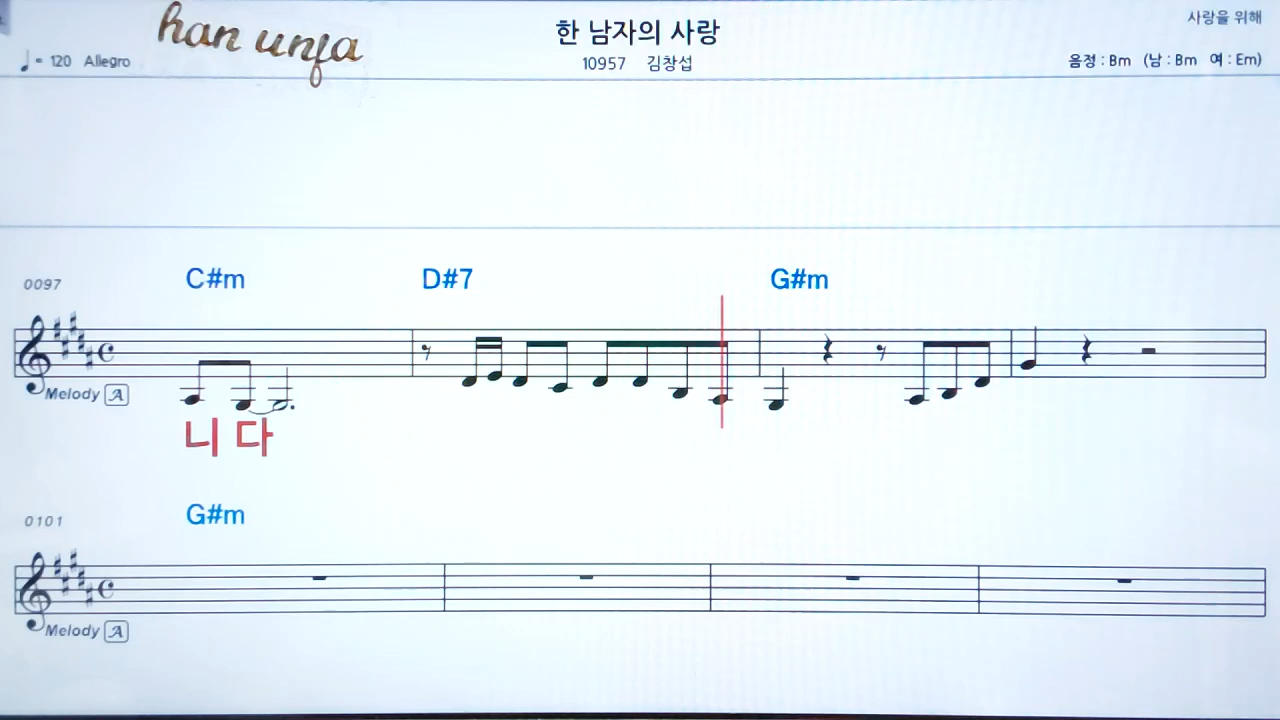 han unja
한 남자의 사랑
사랑을 위해
♩= 120 Allegro
10957 김창섭
음정 : Bm (남 : Bm 여 : Em)
0097
C#m D#7 G#m
Melody A
니 다
0101
G#m
Melody A